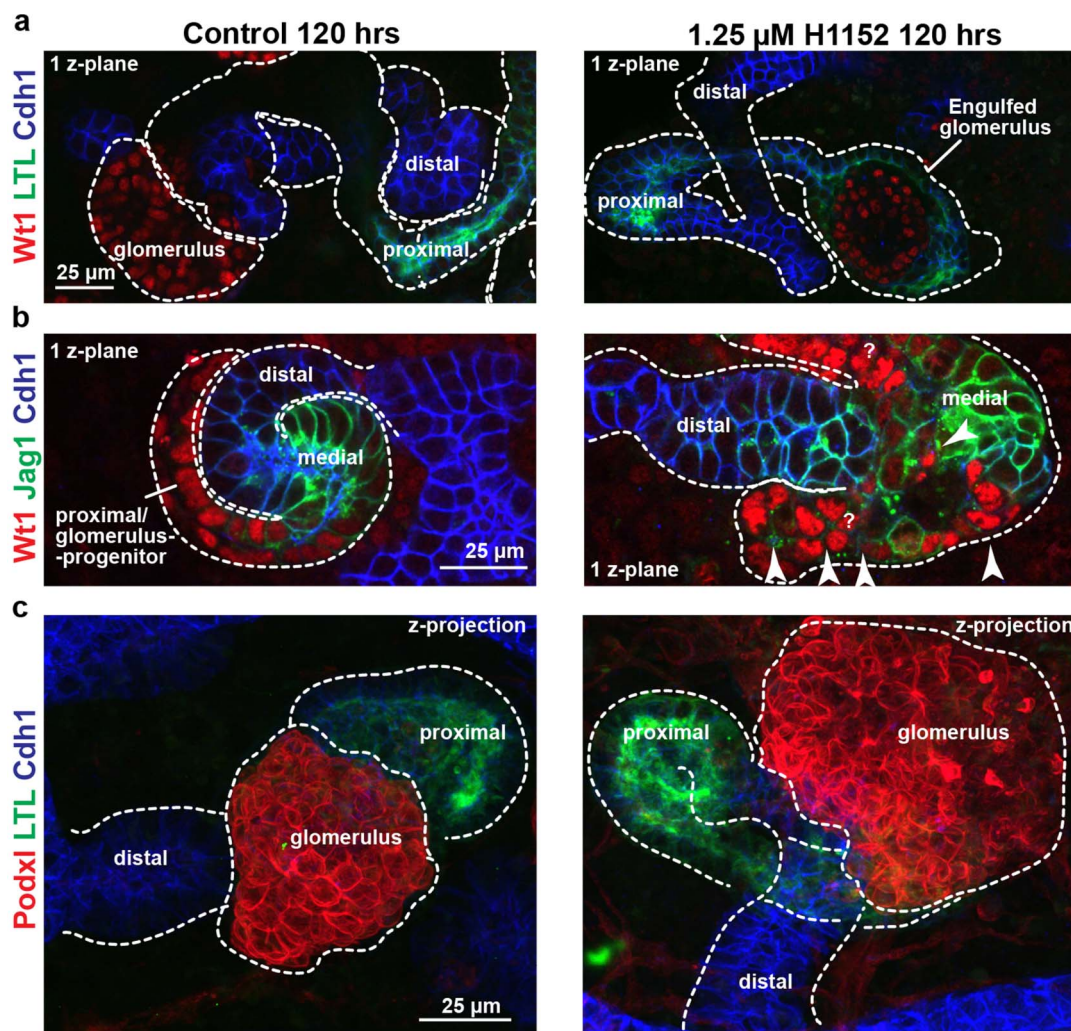 a
Control 120 hrs
1.25 µM H1152 120 hrs
Wt1 LTL Cdh1
1 z-plane
distal
glomerulus
proximal
25 µm
1 z-plane
distal
Engulfed
glomerulus
proximal
b
Wt1 Jag1 Cdh1
1 z-plane
distal
medial
proximal/
glomerulus-
-progenitor
25 µm
?
medial
distal
?
1 z-plane
c
Podxl LTL Cdh1
z-projection
proximal
glomerulus
distal
25 µm
z-projection
proximal
glomerulus
distal